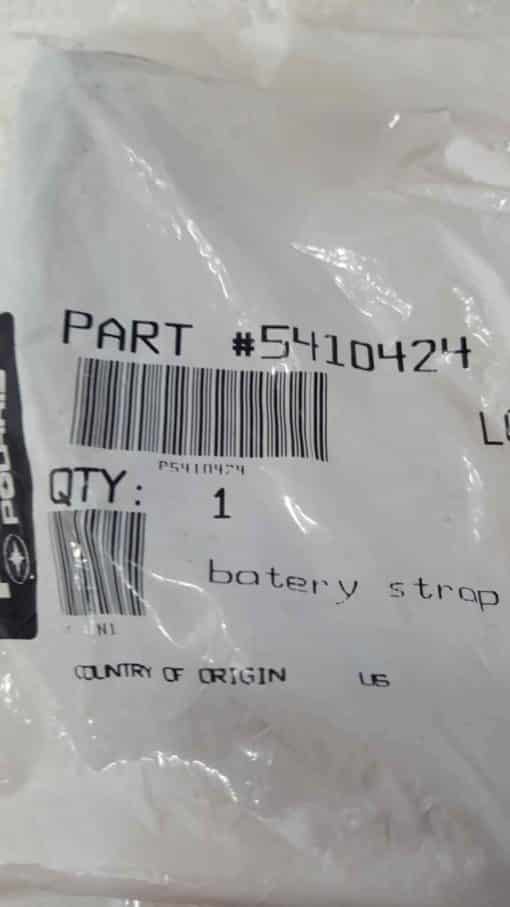 PART #5410424
P5410424
QTY: 1
batery strap
COUNTRY OF ORIGIN US
POLARIS